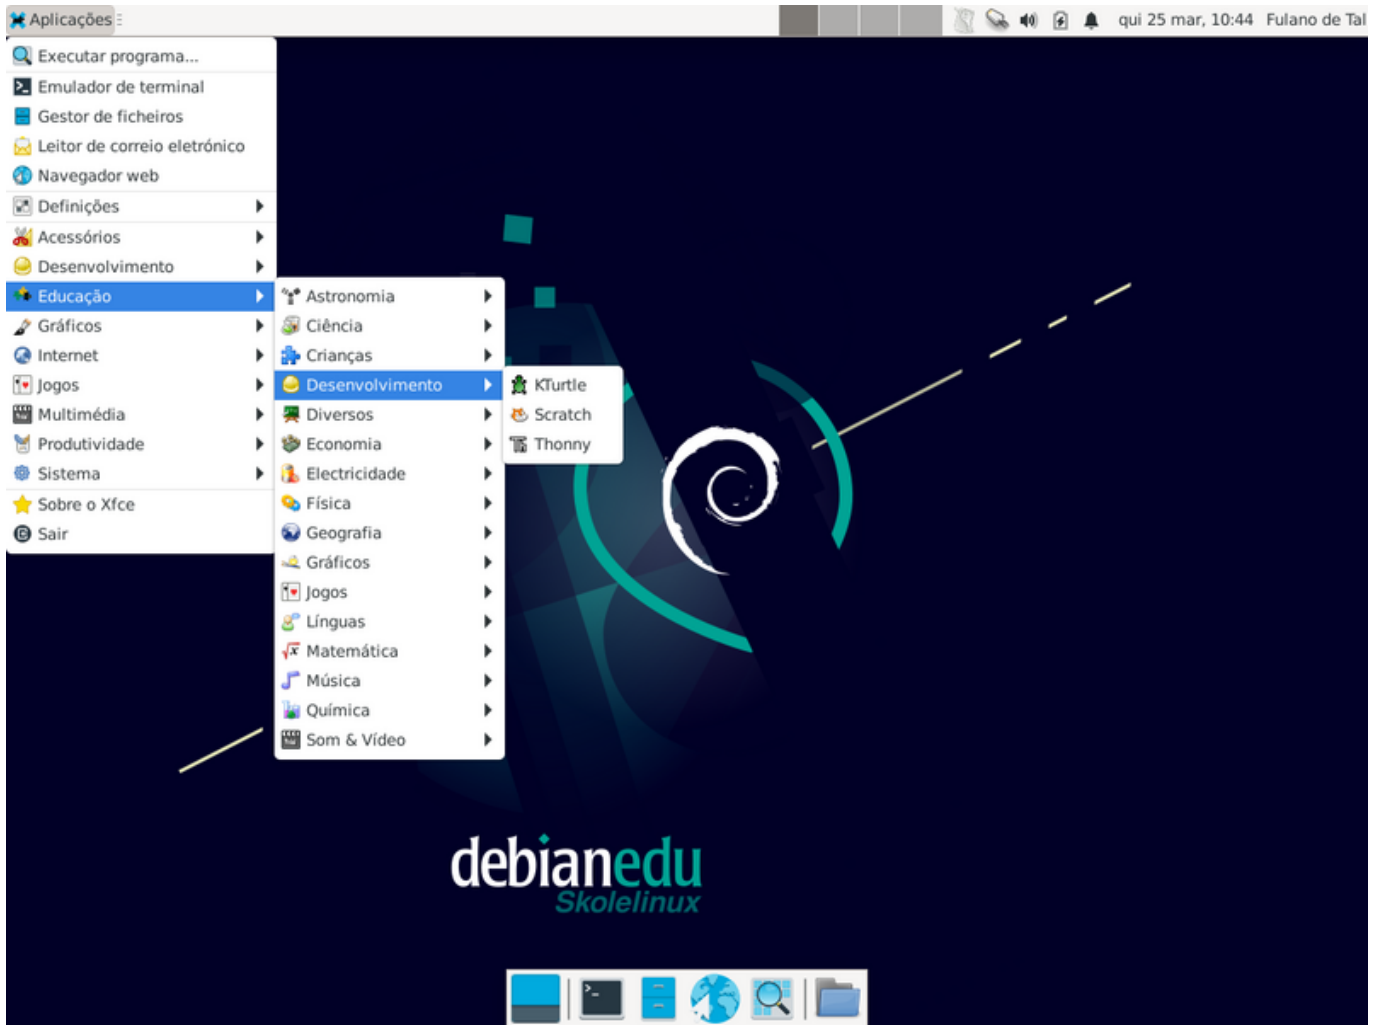 Aplicações
qui 25 mar, 10:44 Fulano de Tal
Executar programa...
Emulador de terminal
Gestor de ficheiros
Leitor de correio eletrónico
Navegador web
Definições
Acessórios
Desenvolvimento
Educação
Gráficos
Internet
Jogos
Multimédia
Produtividade
Sistema
Sobre o Xfce
Sair
Astronomia
Ciência
Crianças
Desenvolvimento
Diversos
Economia
Electricidade
Física
Geografia
Gráficos
Jogos
Línguas
Matemática
Música
Química
Som & Vídeo
KTurtle
Scratch
Thonny
debianedu
Skolelinux